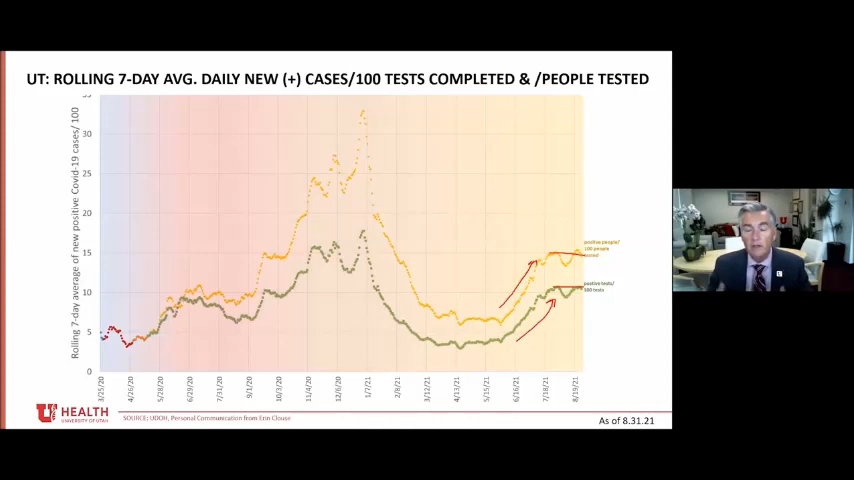 UT: ROLLING 7-DAY AVG. DAILY NEW (+) CASES/100 TESTS COMPLETED & /PEOPLE TESTED
Rolling 7-day average of new positive Covid-19 cases/ 100
35
30
25
20
15
10
5
0
positive people/
100 people
tested
positive tests/
100 tests
3/25/20
4/26/20
5/28/20
6/29/20
7/31/20
9/1/20
10/3/20
11/4/20
12/6/20
1/7/21
2/8/21
3/12/21
4/13/21
5/15/21
6/16/21
7/18/21
8/19/21
U HEALTH
UNIVERSITY OF UTAH
SOURCE: UDOH, Personal Communication from Erin Clouse
As of 8.31.21